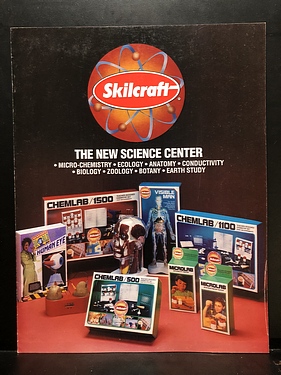 Skilcraft
THE NEW SCIENCE CENTER
• MICRO-CHEMISTRY • ECOLOGY • ANATOMY • CONDUCTIVITY
• BIOLOGY • ZOOLOGY • BOTANY • EARTH STUDY
CHEMLAB/1500
VISIBLE
MAN
CHEMLAB/1100
HUMAN EYE
CHEMLAB/500
MICROLAB
MICROLAB